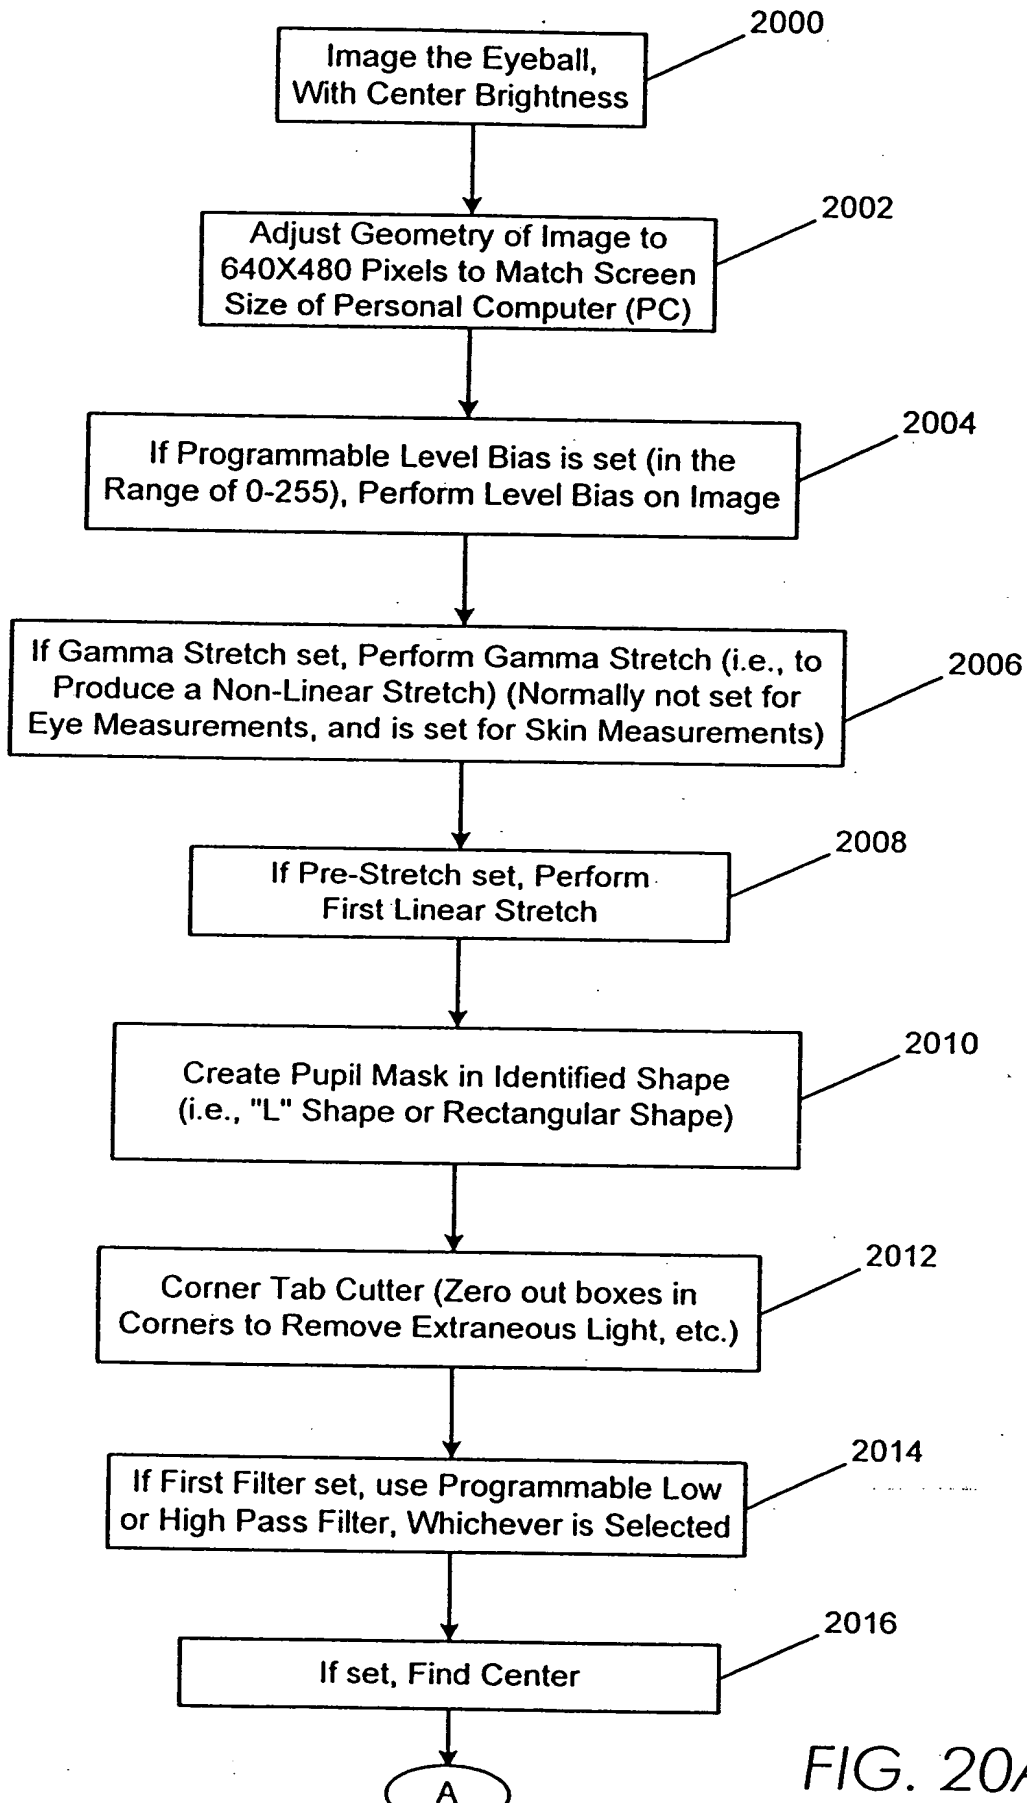 2000
Image the Eyeball,
With Center Brightness
2002
Adjust Geometry of Image to
640X480 Pixels to Match Screen
Size of Personal Computer (PC)
2004
If Programmable Level Bias is set (in the
Range of 0-255), Perform Level Bias on Image
2006
If Gamma Stretch set, Perform Gamma Stretch (i.e., to
Produce a Non-Linear Stretch) (Normally not set for
Eye Measurements, and is set for Skin Measurements)
2008
If Pre-Stretch set, Perform
First Linear Stretch
2010
Create Pupil Mask in Identified Shape
(i.e., "L" Shape or Rectangular Shape)
2012
Corner Tab Cutter (Zero out boxes in
Corners to Remove Extraneous Light, etc.)
2014
If First Filter set, use Programmable Low
or High Pass Filter, Whichever is Selected
2016
If set, Find Center
A
FIG. 20A